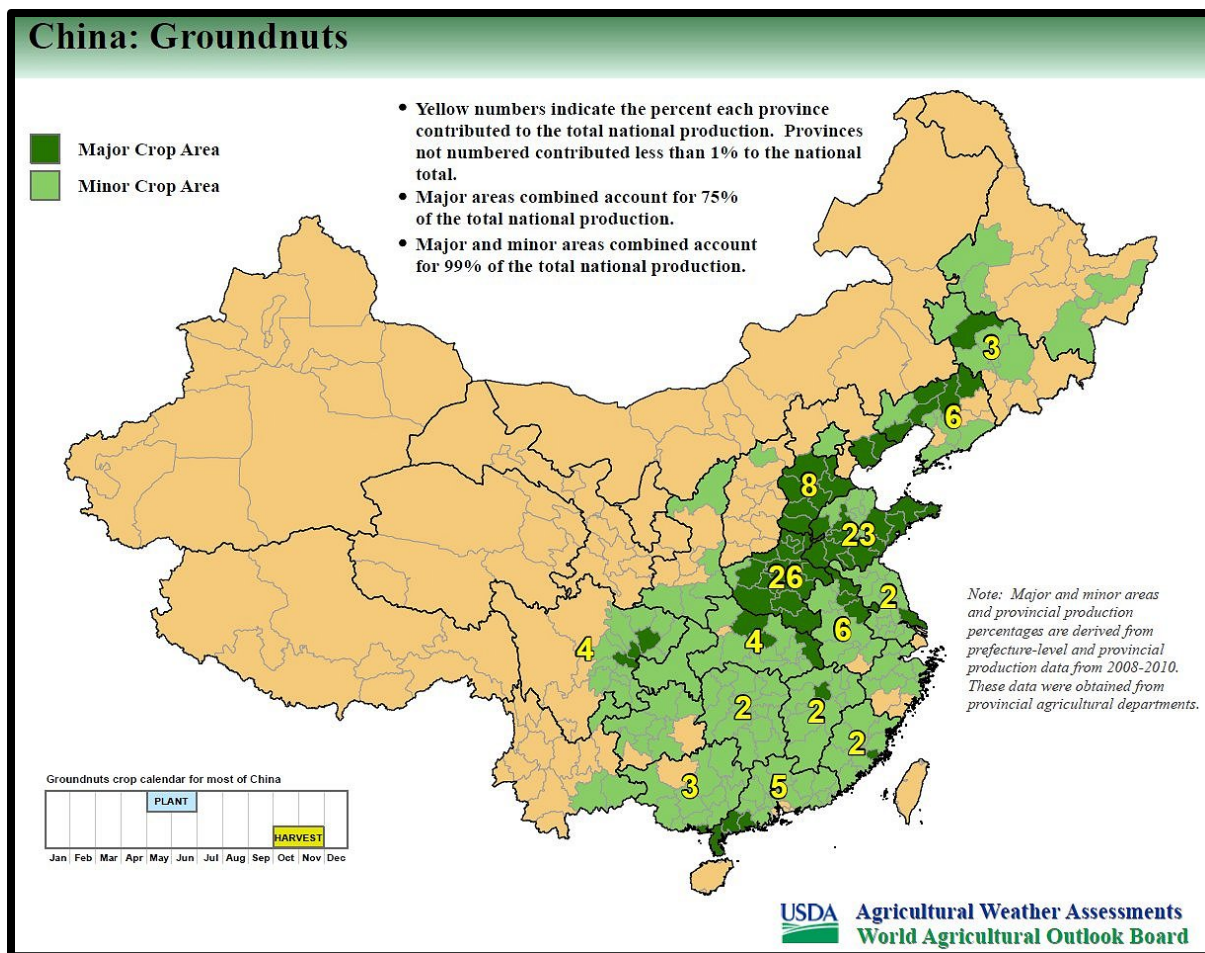 China: Groundnuts
• Yellow numbers indicate the percent each province
contributed to the total national production. Provinces
not numbered contributed less than 1% to the national
total.
• Major areas combined account for 75%
of the total national production.
• Major and minor areas combined account
for 99% of the total national production.
Major Crop Area
Minor Crop Area
3
6
8
23
26
2
4
4
6
2
2
2
3
5
Note: Major and minor areas
and provincial production
percentages are derived from
prefecture-level and provincial
production data from 2008-2010.
These data were obtained from
provincial agricultural departments.
Groundnuts crop calendar for most of China
PLANT
HARVEST
Jan Feb Mar Apr May Jun Jul Aug Sep Oct Nov Dec
USDA
Agricultural Weather Assessments
World Agricultural Outlook Board